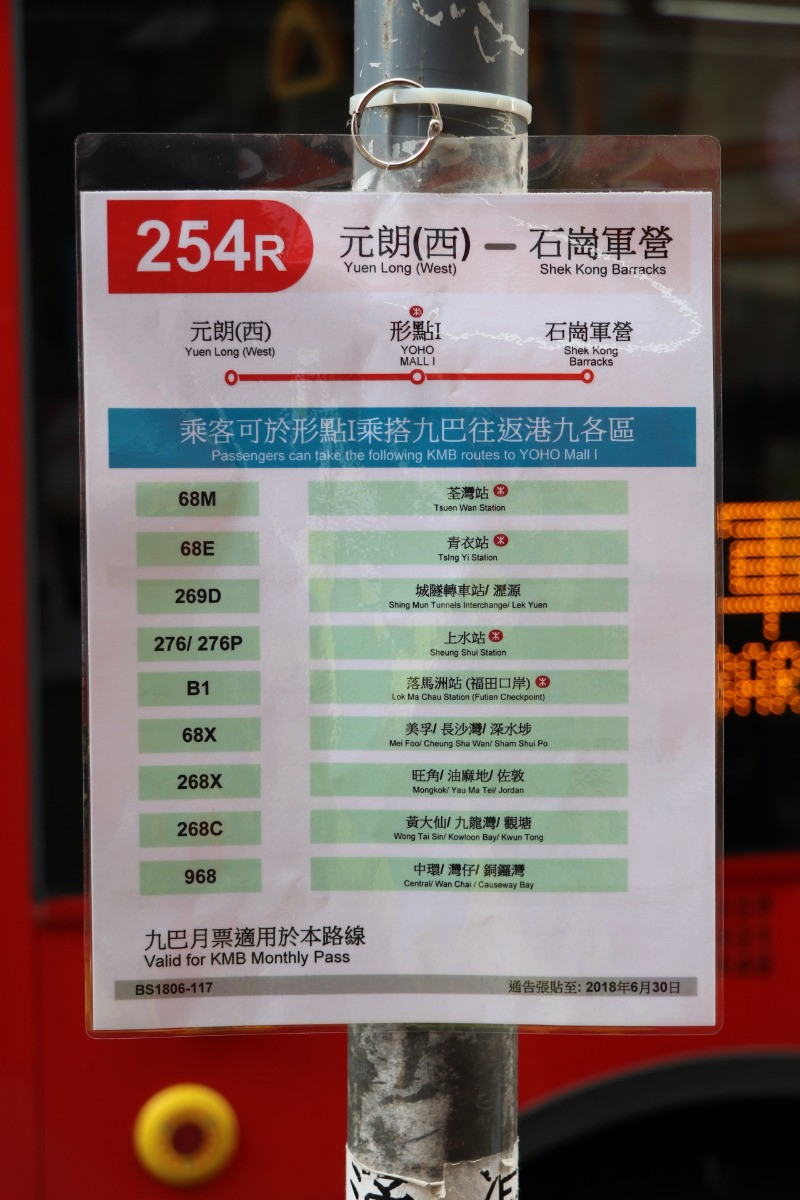 254R
元朗(西) — 石崗軍營
Yuen Long (West) Shek Kong Barracks
元朗(西)
Yuen Long (West)
形點I
YOHO
MALL I
石崗軍營
Shek Kong
Barracks
乘客可於形點I乘搭九巴往返港九各區
Passengers can take the following KMB routes to YOHO Mall I
68M 荃灣站
Tsuen Wan Station
68E 青衣站
TsIng Yi Station
269D 城隧轉車站/ 瀝源
Shing Mun Tunnels Interchange/ Lek Yuen
276/ 276P 上水站
Sheung Shui Station
B1 落馬洲站 (福田口岸)
Lok Ma Chau Station (Futian Checkpoint)
68X 美孚/ 長沙灣/ 深水埗
Mei Foo/ Cheung Sha Wan/ Sham Shui Po
268X 旺角/ 油麻地/ 佐敦
Mongkok/ Yau Ma Tei/ Jordan
268C 黃大仙/ 九龍灣/ 觀塘
Wong Tai Sin/ Kowloon Bay/ Kwun Tong
968 中環/ 灣仔/ 銅鑼灣
Central/ Wan Chai / Causeway Bay
九巴月票適用於本路線
Valid for KMB Monthly Pass
BS1806-117 通告張貼至: 2018年6月30日